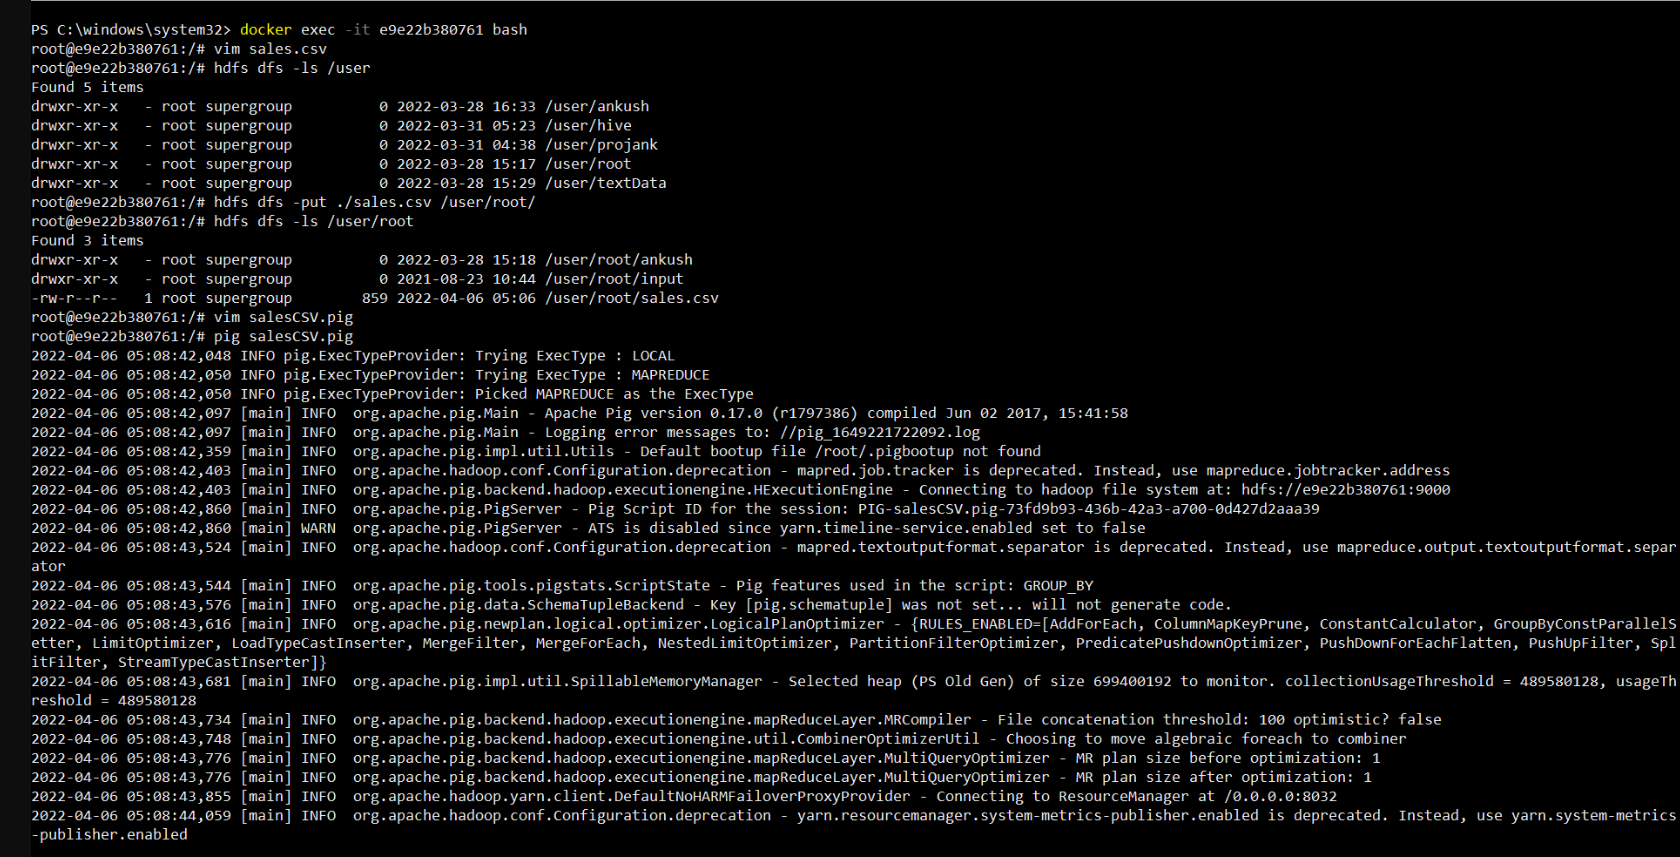 PS C:\windows\system32> docker exec -it e9e22b380761 bash
root@e9e22b380761:/# vim sales.csv
root@e9e22b380761:/# hdfs dfs -ls /user
Found 5 items
drwxr-xr-x   - root supergroup          0 2022-03-28 16:33 /user/ankush
drwxr-xr-x   - root supergroup          0 2022-03-31 05:23 /user/hive
drwxr-xr-x   - root supergroup          0 2022-03-31 04:38 /user/projank
drwxr-xr-x   - root supergroup          0 2022-03-28 15:17 /user/root
drwxr-xr-x   - root supergroup          0 2022-03-28 15:29 /user/textData
root@e9e22b380761:/# hdfs dfs -put ./sales.csv /user/root/
root@e9e22b380761:/# hdfs dfs -ls /user/root
Found 3 items
drwxr-xr-x   - root supergroup          0 2022-03-28 15:18 /user/root/ankush
drwxr-xr-x   - root supergroup          0 2021-08-23 10:44 /user/root/input
-rw-r--r--   1 root supergroup        859 2022-04-06 05:06 /user/root/sales.csv
root@e9e22b380761:/# vim salesCSV.pig
root@e9e22b380761:/# pig salesCSV.pig
2022-04-06 05:08:42,048 INFO pig.ExecTypeProvider: Trying ExecType : LOCAL
2022-04-06 05:08:42,050 INFO pig.ExecTypeProvider: Trying ExecType : MAPREDUCE
2022-04-06 05:08:42,050 INFO pig.ExecTypeProvider: Picked MAPREDUCE as the ExecType
2022-04-06 05:08:42,097 [main] INFO  org.apache.pig.Main - Apache Pig version 0.17.0 (r1797386) compiled Jun 02 2017, 15:41:58
2022-04-06 05:08:42,097 [main] INFO  org.apache.pig.Main - Logging error messages to: //pig_1649221722092.log
2022-04-06 05:08:42,359 [main] INFO  org.apache.pig.impl.util.Utils - Default bootup file /root/.pigbootup not found
2022-04-06 05:08:42,403 [main] INFO  org.apache.hadoop.conf.Configuration.deprecation - mapred.job.tracker is deprecated. Instead, use mapreduce.jobtracker.address
2022-04-06 05:08:42,403 [main] INFO  org.apache.pig.backend.hadoop.executionengine.HExecutionEngine - Connecting to hadoop file system at: hdfs://e9e22b380761:9000
2022-04-06 05:08:42,860 [main] INFO  org.apache.pig.PigServer - Pig Script ID for the session: PIG-salesCSV.pig-73fd9b93-436b-42a3-a700-0d427d2aaa39
2022-04-06 05:08:42,860 [main] WARN  org.apache.pig.PigServer - ATS is disabled since yarn.timeline-service.enabled set to false
2022-04-06 05:08:43,524 [main] INFO  org.apache.hadoop.conf.Configuration.deprecation - mapred.textoutputformat.separator is deprecated. Instead, use mapreduce.output.textoutputformat.separ
ator
2022-04-06 05:08:43,544 [main] INFO  org.apache.pig.tools.pigstats.ScriptState - Pig features used in the script: GROUP_BY
2022-04-06 05:08:43,576 [main] INFO  org.apache.pig.data.SchemaTupleBackend - Key [pig.schematuple] was not set... will not generate code.
2022-04-06 05:08:43,616 [main] INFO  org.apache.pig.newplan.logical.optimizer.LogicalPlanOptimizer - {RULES_ENABLED=[AddForEach, ColumnMapKeyPrune, ConstantCalculator, GroupByConstParallelS
etter, LimitOptimizer, LoadTypeCastInserter, MergeFilter, MergeForEach, NestedLimitOptimizer, PartitionFilterOptimizer, PredicatePushdownOptimizer, PushDownForEachFlatten, PushUpFilter, Spl
itFilter, StreamTypeCastInserter]}
2022-04-06 05:08:43,681 [main] INFO  org.apache.pig.impl.util.SpillableMemoryManager - Selected heap (PS Old Gen) of size 699400192 to monitor. collectionUsageThreshold = 489580128, usageTh
reshold = 489580128
2022-04-06 05:08:43,734 [main] INFO  org.apache.pig.backend.hadoop.executionengine.mapReduceLayer.MRCompiler - File concatenation threshold: 100 optimistic? false
2022-04-06 05:08:43,748 [main] INFO  org.apache.pig.backend.hadoop.executionengine.util.CombinerOptimizerUtil - Choosing to move algebraic foreach to combiner
2022-04-06 05:08:43,776 [main] INFO  org.apache.pig.backend.hadoop.executionengine.mapReduceLayer.MultiQueryOptimizer - MR plan size before optimization: 1
2022-04-06 05:08:43,776 [main] INFO  org.apache.pig.backend.hadoop.executionengine.mapReduceLayer.MultiQueryOptimizer - MR plan size after optimization: 1
2022-04-06 05:08:43,855 [main] INFO  org.apache.hadoop.yarn.client.DefaultNoHARMFailoverProxyProvider - Connecting to ResourceManager at /0.0.0.0:8032
2022-04-06 05:08:44,059 [main] INFO  org.apache.hadoop.conf.Configuration.deprecation - yarn.resourcemanager.system-metrics-publisher.enabled is deprecated. Instead, use yarn.system-metrics
-publisher.enabled